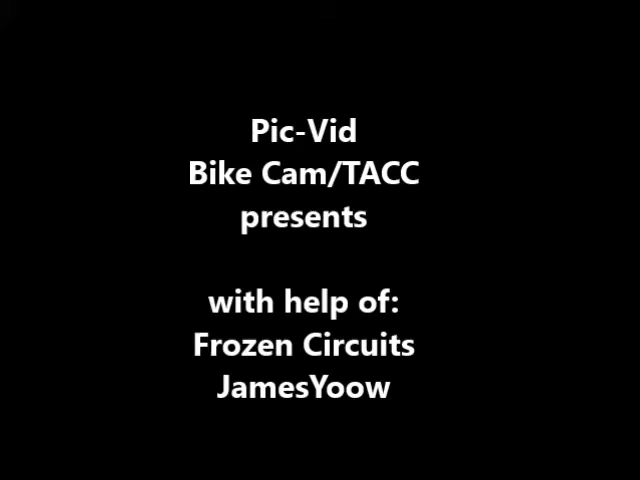 Pic-Vid
Bike Cam/TACC
presents
with help of:
Frozen Circuits
JamesYoow